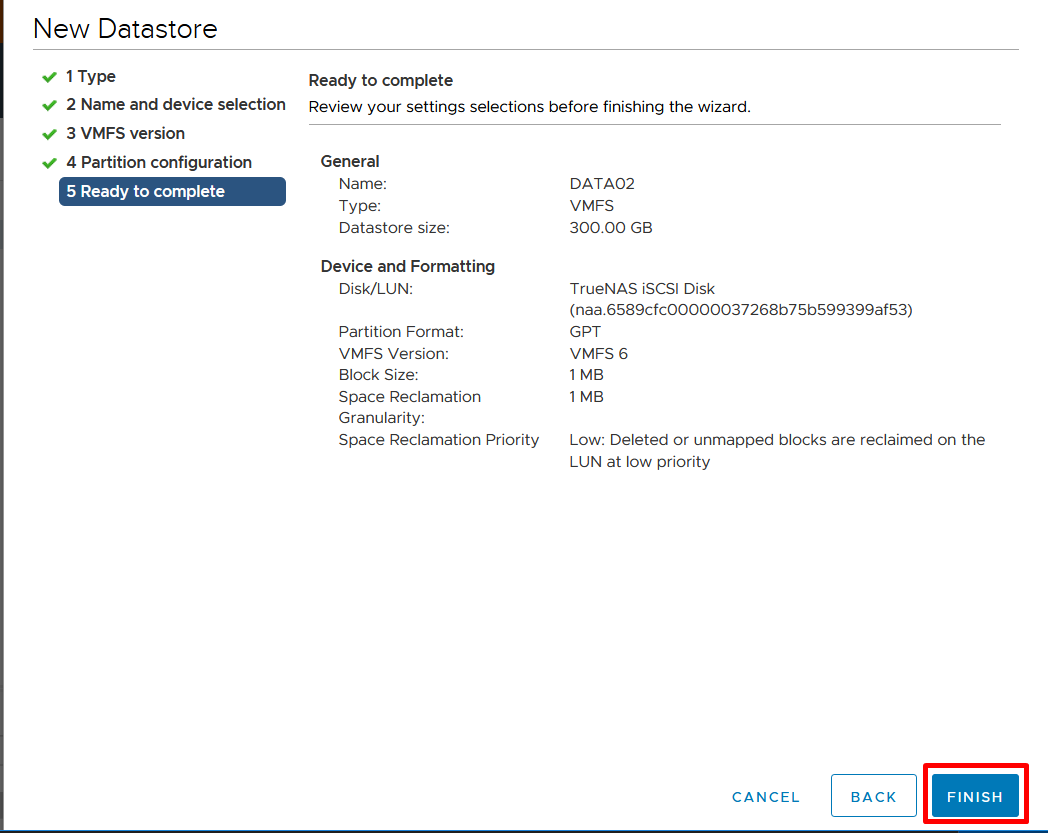 New Datastore
1 Type
2 Name and device selection
3 VMFS version
4 Partition configuration
5 Ready to complete
Ready to complete
Review your settings selections before finishing the wizard.
General
Name: DATA02
Type: VMFS
Datastore size: 300.00 GB
Device and Formatting
Disk/LUN: TrueNAS iSCSI Disk
(naa.6589cfc00000037268b75b599399af53)
Partition Format: GPT
VMFS Version: VMFS 6
Block Size: 1 MB
Space Reclamation 1 MB
Granularity:
Space Reclamation Priority Low: Deleted or unmapped blocks are reclaimed on the
LUN at low priority
CANCEL BACK FINISH